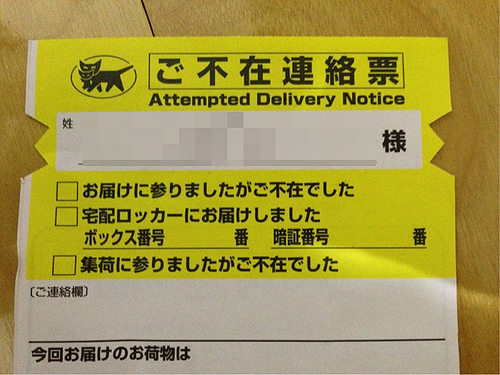 ご不在連絡票
Attempted Delivery Notice
姓
様
お届けに参りましたがご不在でした
宅配ロッカーにお届けしました
ボックス番号 番 暗証番号 番
集荷に参りましたがご不在でした
〔ご連絡欄〕
今回お届けのお荷物は